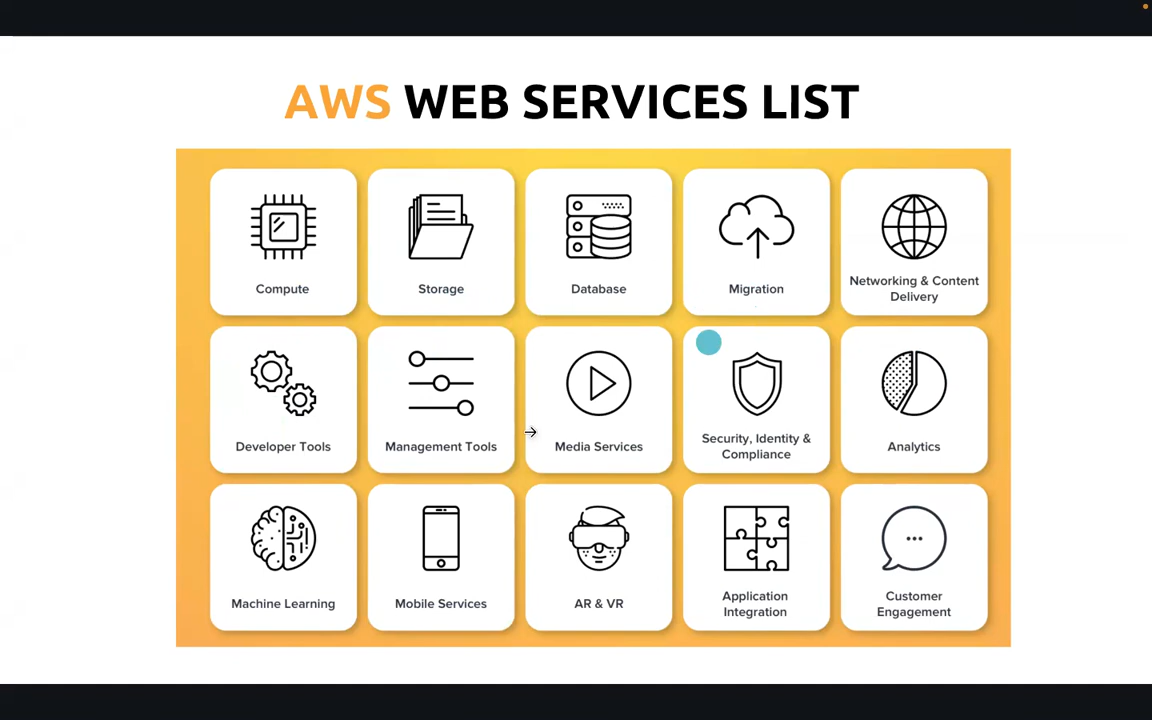 AWS WEB SERVICES LIST
Compute
Storage
Database
Migration
Networking & Content
Delivery
Developer Tools
Management Tools
Media Services
Security, Identity &
Compliance
Analytics
Machine Learning
Mobile Services
AR & VR
Application
Integration
Customer
Engagement